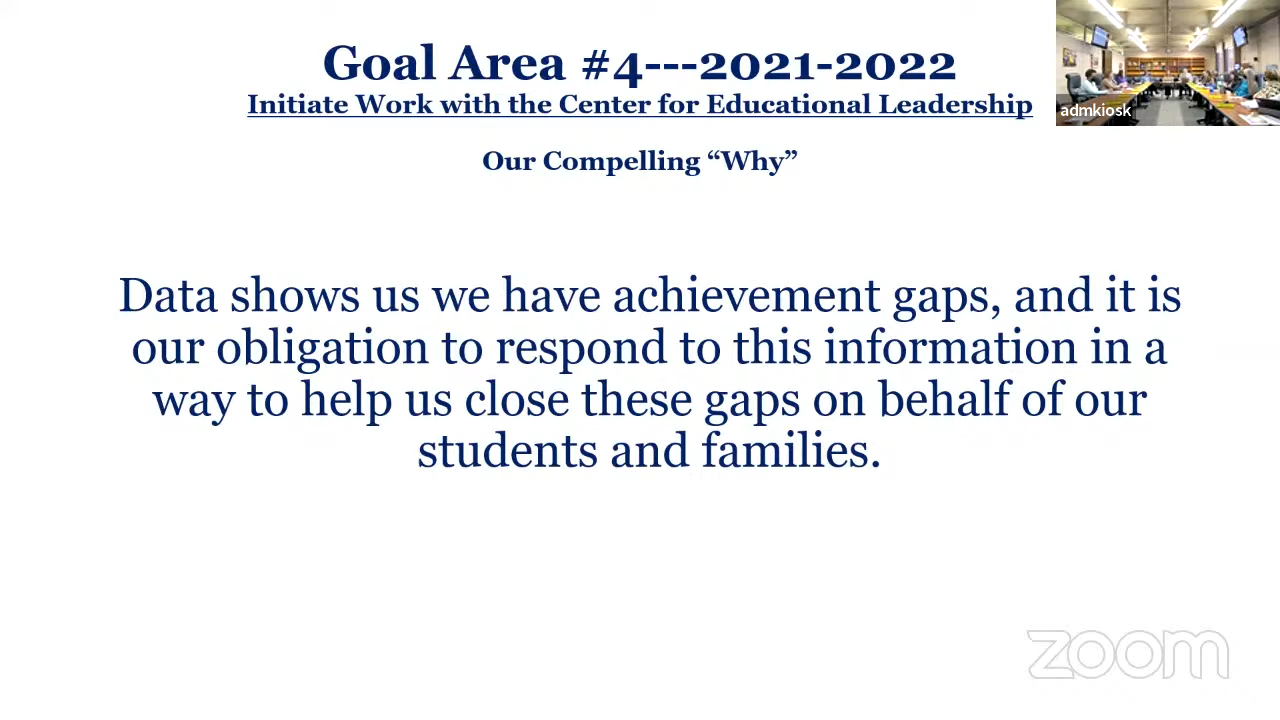 Goal Area #4---2021-2022
Initiate Work with the Center for Educational Leadership
admkiosk
Our Compelling “Why”
Data shows us we have achievement gaps, and it is
our obligation to respond to this information in a
way to help us close these gaps on behalf of our
students and families.
zoom